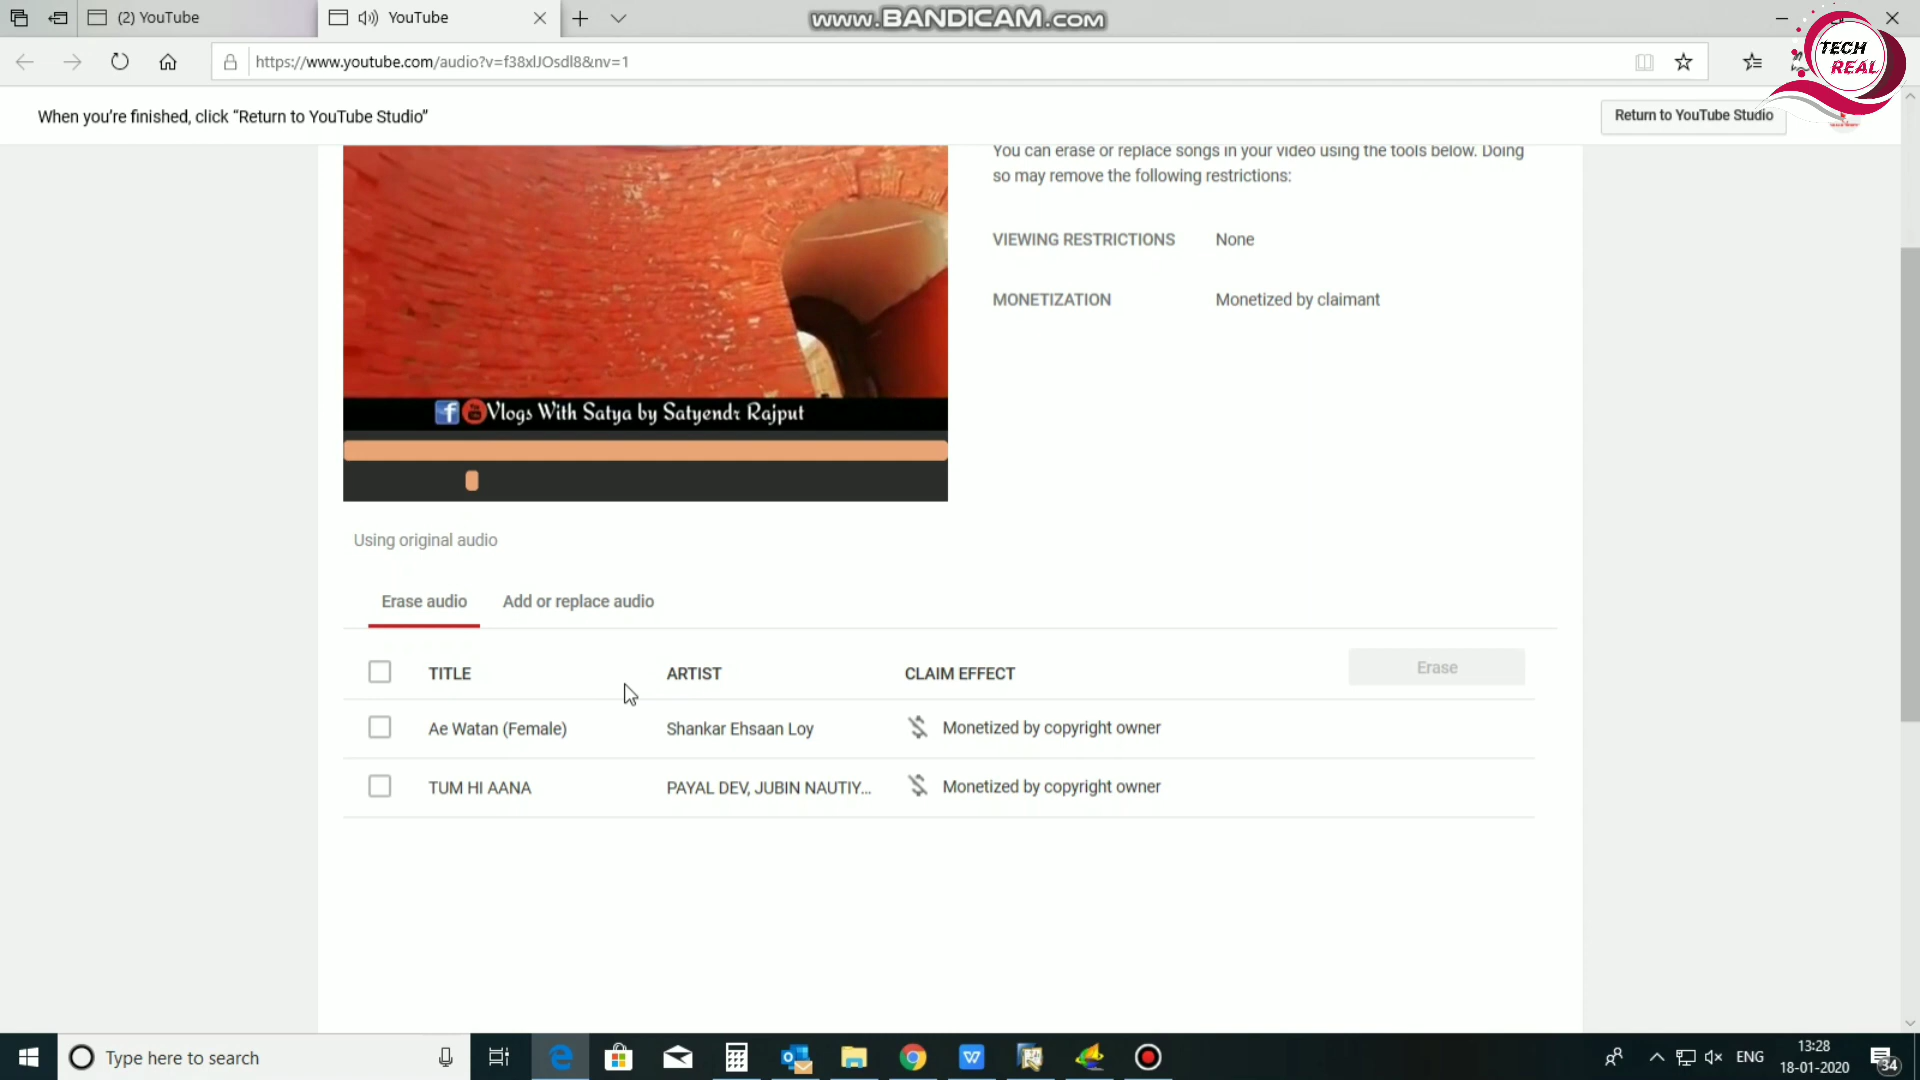 (2) YouTube
YouTube
www.BANDICAM.com
https://www.youtube.com/audio?v=f38xlJOsdl8&nv=1
TECH
REAL
When you're finished, click “Return to YouTube Studio”
Return to YouTube Studio
You can erase or replace songs in your video using the tools below. Doing
so may remove the following restrictions:
VIEWING RESTRICTIONS None
MONETIZATION Monetized by claimant
Vlogs With Satya by Satyendr Rajput
Using original audio
Erase audio Add or replace audio
TITLE ARTIST CLAIM EFFECT Erase
Ae Watan (Female) Shankar Ehsaan Loy Monetized by copyright owner
TUM HI AANA PAYAL DEV, JUBIN NAUTIY... Monetized by copyright owner
Type here to search
ENG
13:28
18-01-2020
34